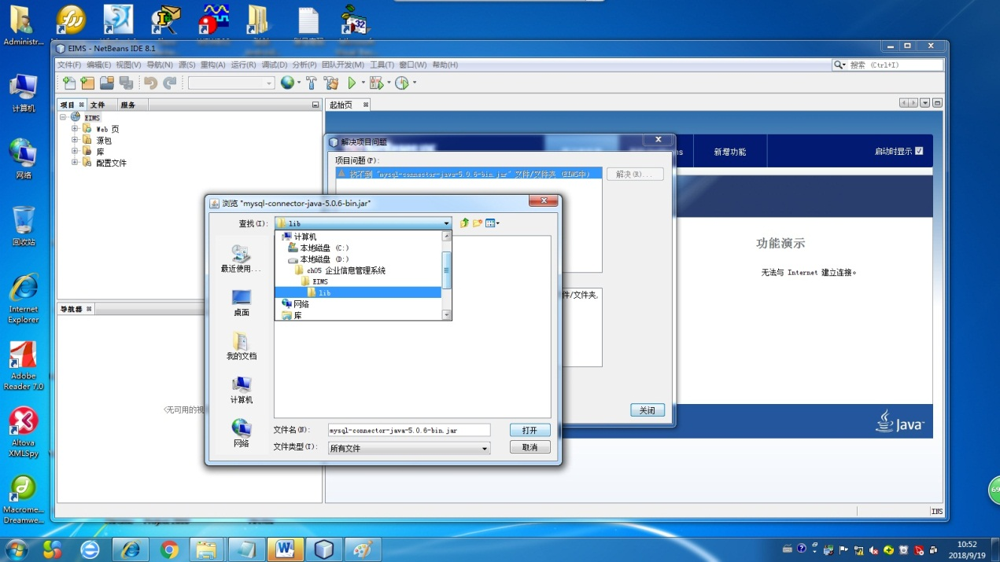 Administr...
计算机
网络
回收站
Internet
Explorer
Adobe
Reader 7.0
Altova
XMLSpy
Macrome...
Dreamwe...
EIMS - NetBeans IDE 8.1
文件(F) 编辑(E) 视图(V) 导航(N) 源(S) 重构(A) 运行(R) 调试(D) 分析(P) 团队开发(M) 工具(T) 窗口(W) 帮助(H)
搜索 (Ctrl+I)
项目 文件 服务
EIMS
Web 页
源包
库
配置文件
导航器
<无可用的视
起始页
新增功能
启动时显示
功能演示
无法与 Internet 建立连接。
Java
解决项目问题
项目问题(P):
找不到 "mysql-connector-java-5.0.6-bin.jar" 文件/文件夹 (EIMS中)
解决(R)...
件/文件夹,
关闭
浏览 "mysql-connector-java-5.0.6-bin.jar"
查找(I):
lib
计算机
本地磁盘 (C:)
本地磁盘 (D:)
ch05 企业信息管理系统
EIMS
lib
网络
库
最近使用...
桌面
我的文档
计算机
网络
文件名(N):
mysql-connector-java-5.0.6-bin.jar
打开
文件类型(T):
所有文件
取消
INS
69
10:52
2018/9/19